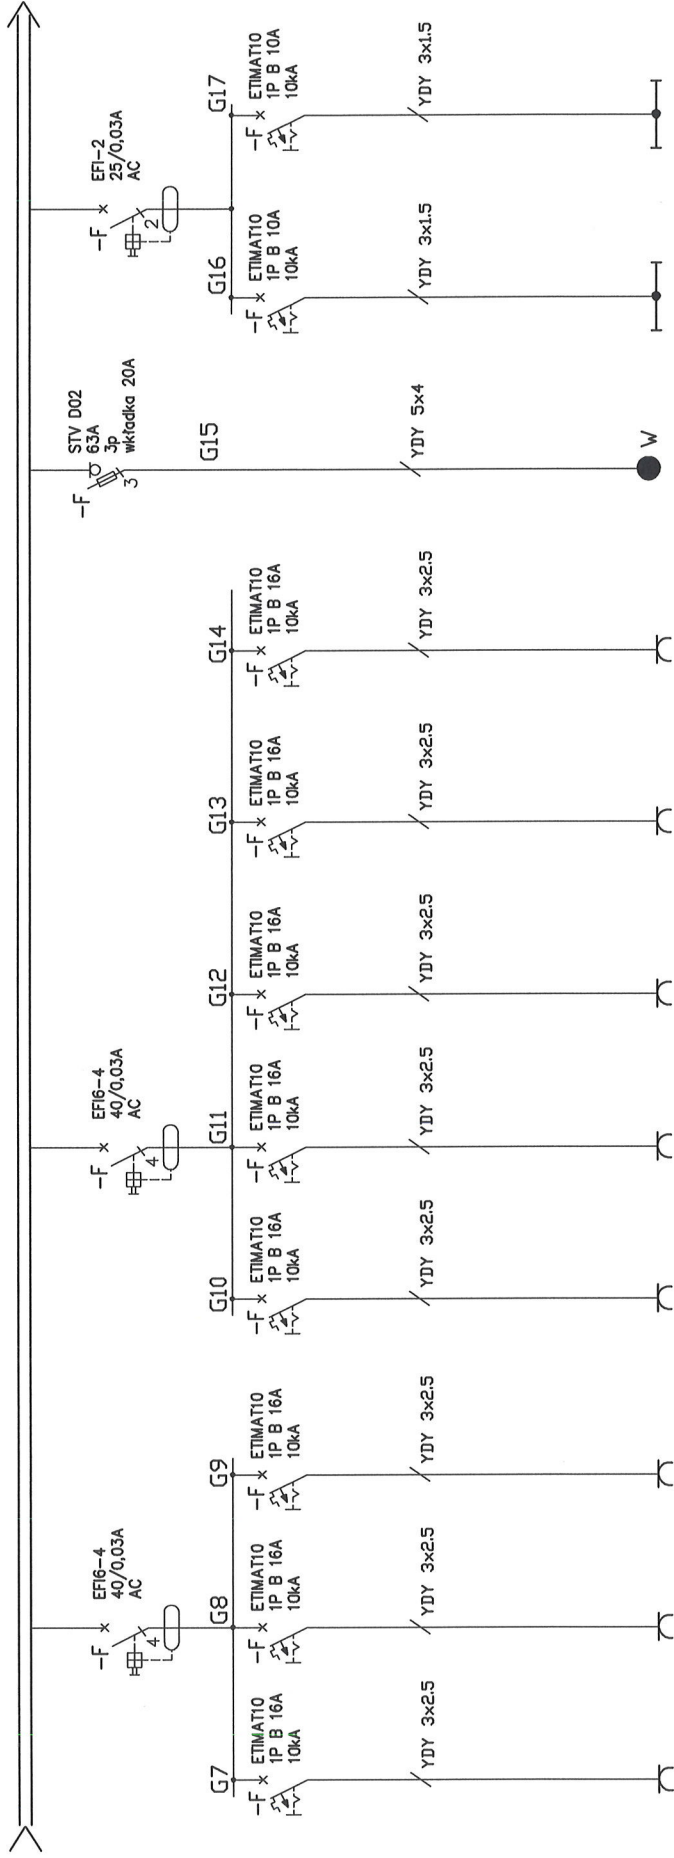 EFI6-4
40/0,03A
AC
-F
4
EFI6-4
40/0,03A
AC
-F
4
STV D02
63A
3p
wkładka 20A
-F
3
EFI-2
25/0,03A
AC
-F
2
G7
ETIMAT10
1P B 16A
10kA
-F
YDY 3x2.5
G8
ETIMAT10
1P B 16A
10kA
-F
YDY 3x2.5
G9
ETIMAT10
1P B 16A
10kA
-F
YDY 3x2.5
G10
ETIMAT10
1P B 16A
10kA
-F
YDY 3x2.5
G11
ETIMAT10
1P B 16A
10kA
-F
YDY 3x2.5
G12
ETIMAT10
1P B 16A
10kA
-F
YDY 3x2.5
G13
ETIMAT10
1P B 16A
10kA
-F
YDY 3x2.5
G14
ETIMAT10
1P B 16A
10kA
-F
YDY 3x2.5
G15
YDY 5x4
W
G16
ETIMAT10
1P B 10A
10kA
-F
YDY 3x1.5
G17
ETIMAT10
1P B 10A
10kA
-F
YDY 3x1.5